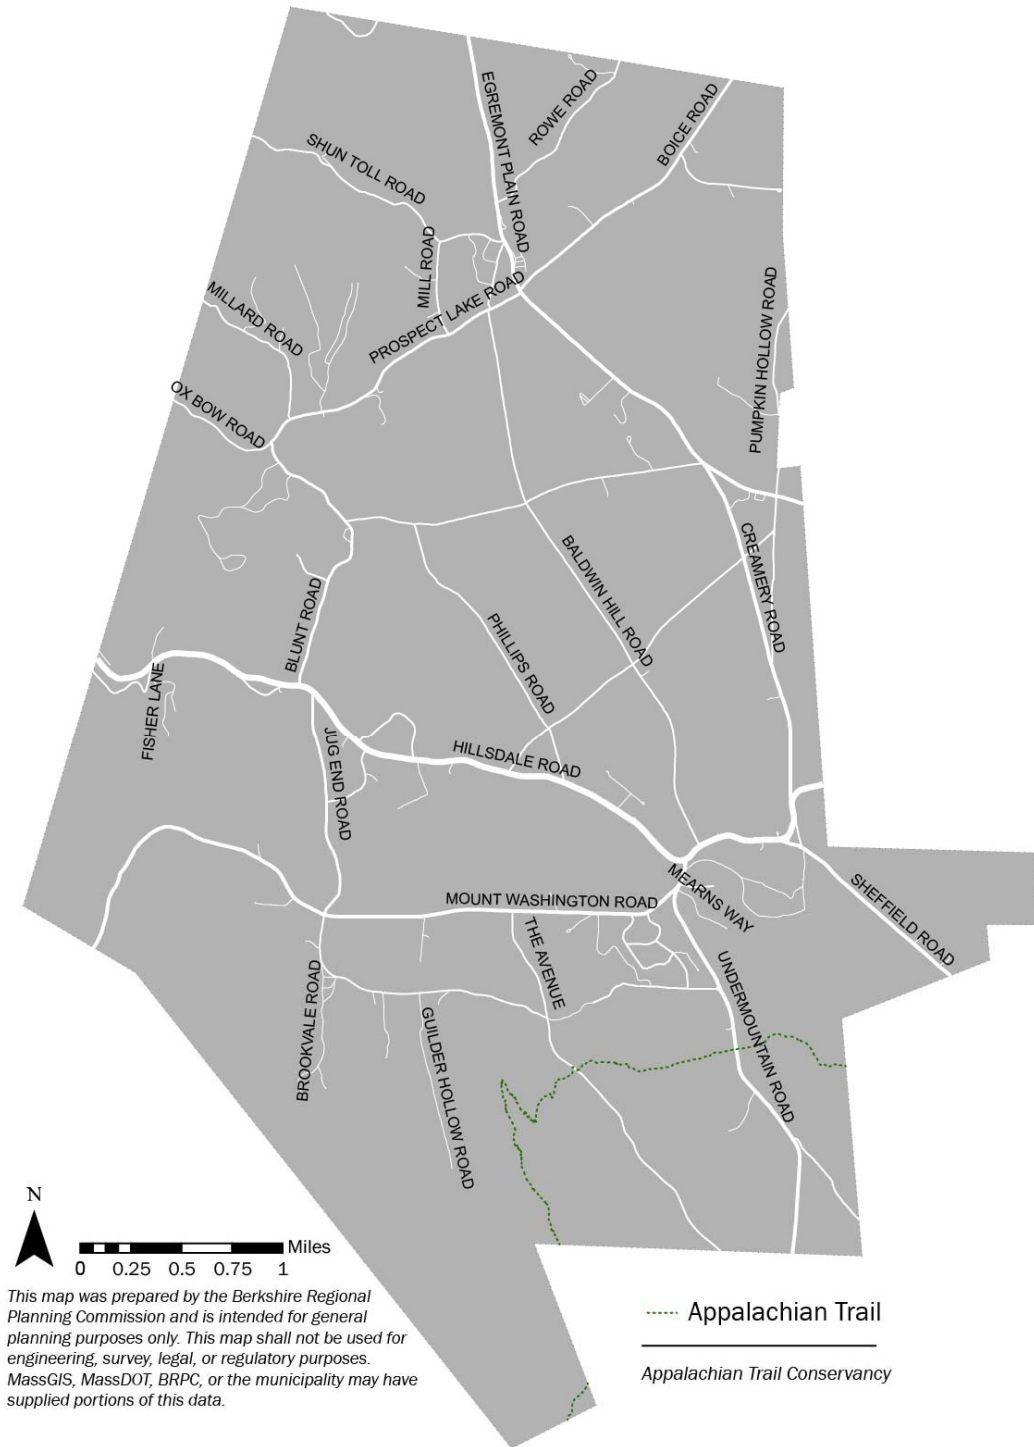 EGREMONT PLAIN ROAD
ROWE ROAD
BOICE ROAD
SHUN TOLL ROAD
MILL ROAD
PUMPKIN HOLLOW ROAD
MILLARD ROAD
PROSPECT LAKE ROAD
OX BOW ROAD
CREAMERY ROAD
BALDWIN HILL ROAD
BLUNT ROAD
PHILLIPS ROAD
FISHER LANE
JUG END ROAD
HILLSDALE ROAD
MEARNS WAY
SHEFFIELD ROAD
MOUNT WASHINGTON ROAD
THE AVENUE
UNDERMOUNTAIN ROAD
BROOKVALE ROAD
GUILDER HOLLOW ROAD
N
Miles
0 0.25 0.5 0.75 1
This map was prepared by the Berkshire Regional
Planning Commission and is intended for general
planning purposes only. This map shall not be used for
engineering, survey, legal, or regulatory purposes.
MassGIS, MassDOT, BRPC, or the municipality may have
supplied portions of this data.
Appalachian Trail
Appalachian Trail Conservancy